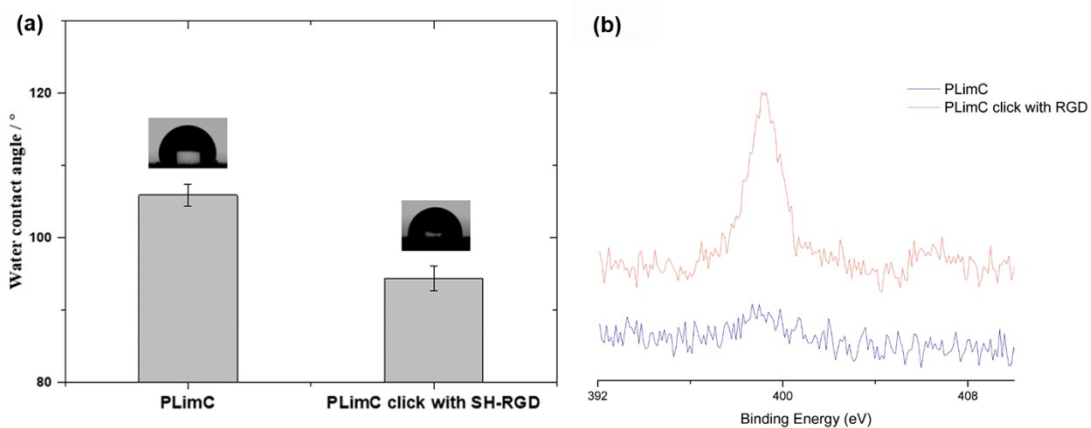 (a)
Water contact angle / °
120
100
80
PLimC
PLimC click with SH-RGD
(b)
PLimC
PLimC click with RGD
392
400
408
Binding Energy (eV)